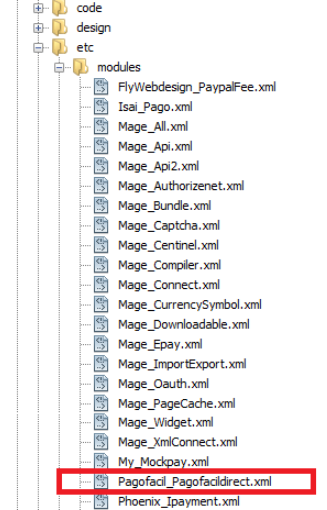 code
design
etc
modules
FlyWebdesign_PaypalFee.xml
Isai_Pago.xml
Mage_All.xml
Mage_Api.xml
Mage_Api2.xml
Mage_Authorizenet.xml
Mage_Bundle.xml
Mage_Captcha.xml
Mage_Centinel.xml
Mage_Compiler.xml
Mage_Connect.xml
Mage_CurrencySymbol.xml
Mage_Downloadable.xml
Mage_Epay.xml
Mage_ImportExport.xml
Mage_Oauth.xml
Mage_PageCache.xml
Mage_Widget.xml
Mage_XmlConnect.xml
My_Mockpay.xml
Pagofacil_Pagofacildirect.xml
Phoenix_Ipayment.xml